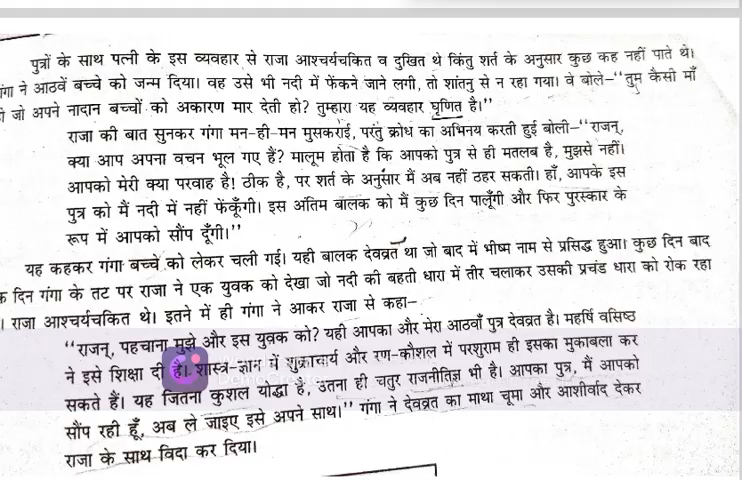 पुत्रों के साथ पत्नी के इस व्यवहार से राजा आश्चर्यचकित व दुखित थे किंतु शर्त के अनुसार कुछ कह नहीं पाते थे।
गंगा ने आठवें बच्चे को जन्म दिया। वह उसे भी नदी में फेंकने जाने लगी, तो शांतनु से न रहा गया। वे बोले–‘‘तुम कैसी माँ
जो अपने नादान बच्चों को अकारण मार देती हो? तुम्हारा यह व्यवहार घृणित है।’’
राजा की बात सुनकर गंगा मन-ही-मन मुसकराई, परंतु क्रोध का अभिनय करती हुई बोली–‘‘राजन्,
क्या आप अपना वचन भूल गए हैं? मालूम होता है कि आपको पुत्र से ही मतलब है, मुझसे नहीं।
आपको मेरी क्या परवाह है! ठीक है, पर शर्त के अनुसार मैं अब नहीं ठहर सकती। हाँ, आपके इस
पुत्र को मैं नदी में नहीं फेंकूँगी। इस अंतिम बालक को मैं कुछ दिन पालूँगी और फिर पुरस्कार के
रूप में आपको सौंप दूँगी।’’
यह कहकर गंगा बच्चे को लेकर चली गई। यही बालक देवव्रत था जो बाद में भीष्म नाम से प्रसिद्ध हुआ। कुछ दिन बाद
क दिन गंगा के तट पर राजा ने एक युवक को देखा जो नदी की बहती धारा में तीर चलाकर उसकी प्रचंड धारा को रोक रहा
। राजा आश्चर्यचकित थे। इतने में ही गंगा ने आकर राजा से कहा–
‘‘राजन्, पहचाना मुझे और इस युवक को? यही आपका और मेरा आठवाँ पुत्र देवव्रत है। महर्षि वसिष्ठ
ने इसे शिक्षा दी है। शास्त्र-ज्ञान में शुक्राचार्य और रण-कौशल में परशुराम ही इसका मुकाबला कर
सकते हैं। यह जितना कुशल योद्धा है, उतना ही चतुर राजनीतिज्ञ भी है। आपका पुत्र, मैं आपको
सौंप रही हूँ, अब ले जाइए इसे अपने साथ।’’ गंगा ने देवव्रत का माथा चूमा और आशीर्वाद देकर
राजा के साथ विदा कर दिया।